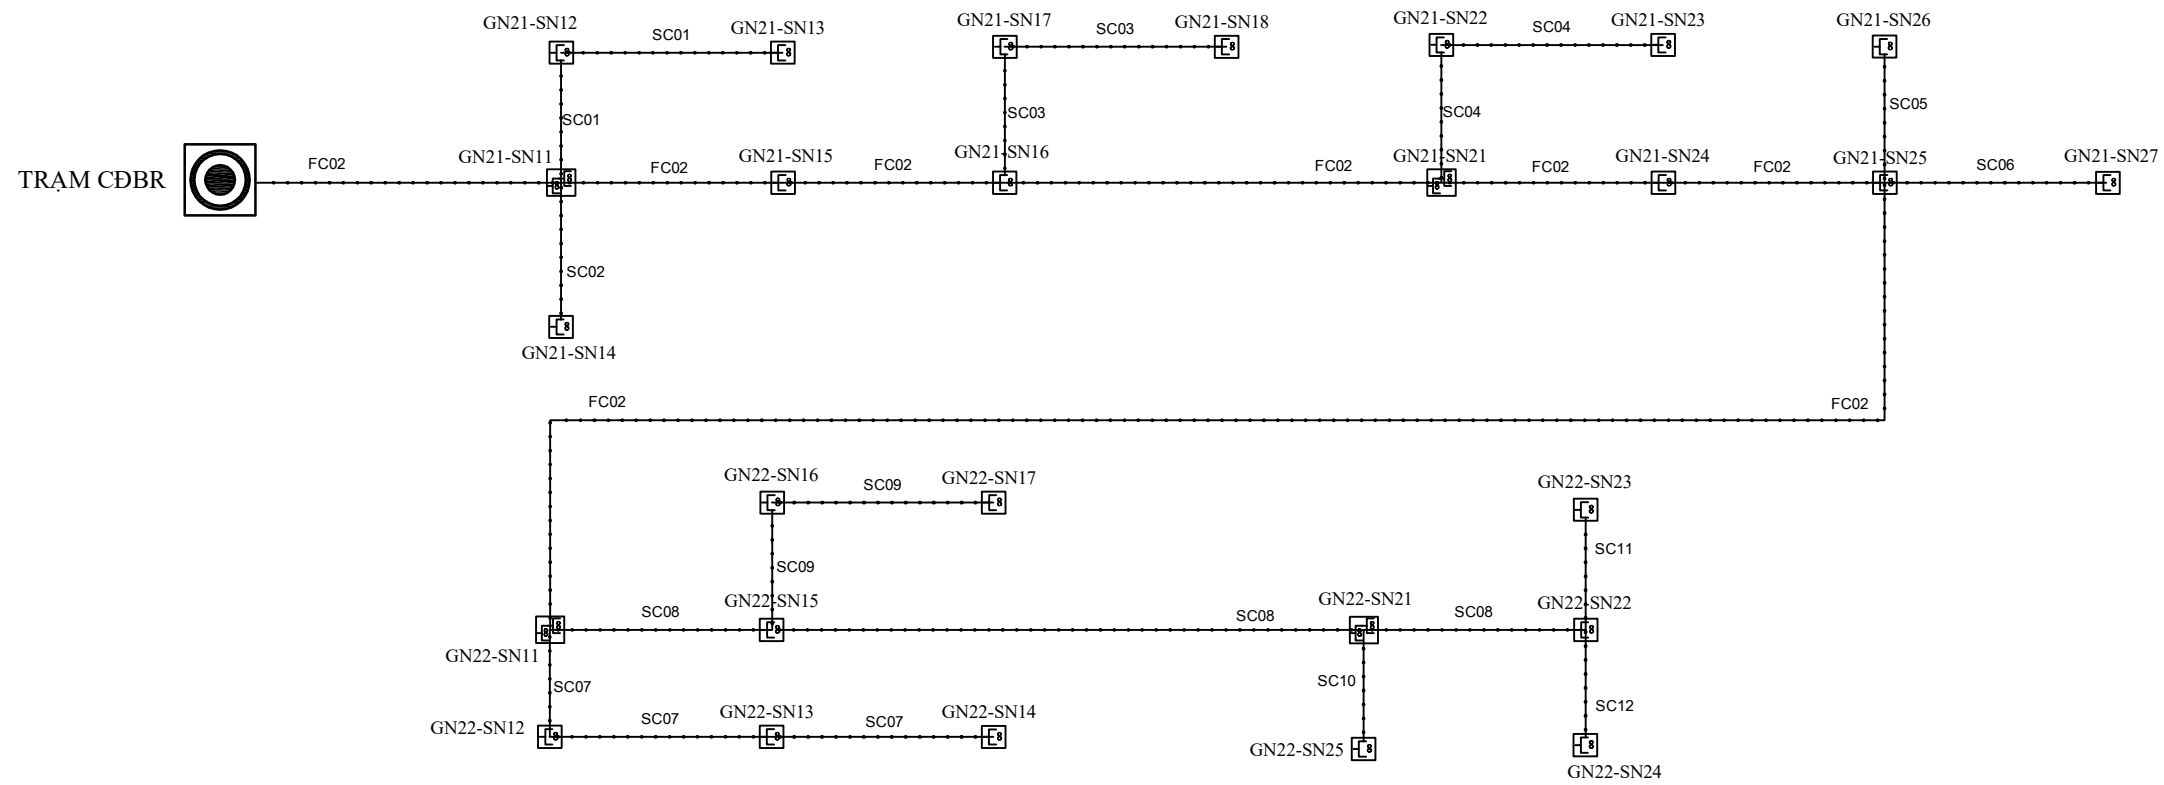 GN21-SN12
SC01
GN21-SN13
GN21-SN17
SC03
GN21-SN18
GN21-SN22
SC04
GN21-SN23
GN21-SN26
SC01
SC03
SC04
SC05
TRẠM CĐBR
FC02
GN21-SN11
FC02
GN21-SN15
FC02
GN21-SN16
FC02
GN21-SN21
FC02
GN21-SN24
FC02
GN21-SN25
SC06
GN21-SN27
SC02
GN21-SN14
FC02
FC02
GN22-SN16
SC09
GN22-SN17
GN22-SN23
SC09
SC11
GN22-SN11
SC08
GN22-SN15
SC08
GN22-SN21
SC08
GN22-SN22
SC07
SC10
SC12
GN22-SN12
SC07
GN22-SN13
SC07
GN22-SN14
GN22-SN25
GN22-SN24